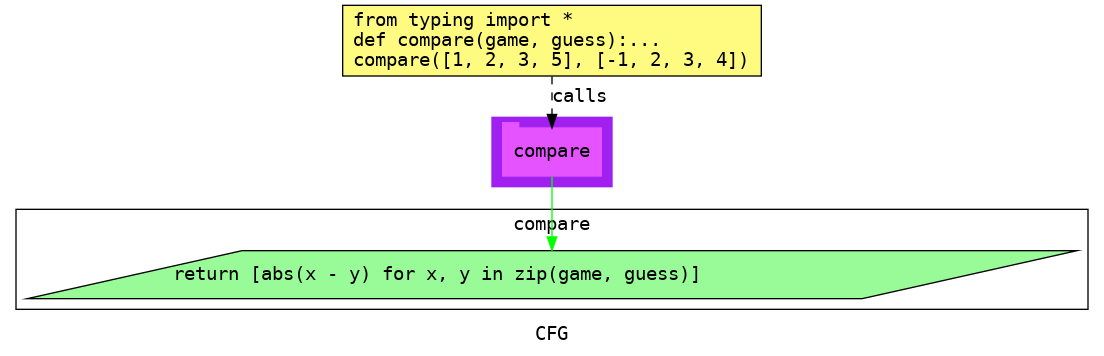 from typing import *
def compare(game, guess):...
compare([1, 2, 3, 5], [-1, 2, 3, 4])
calls
compare
compare
return [abs(x - y) for x, y in zip(game, guess)]
CFG